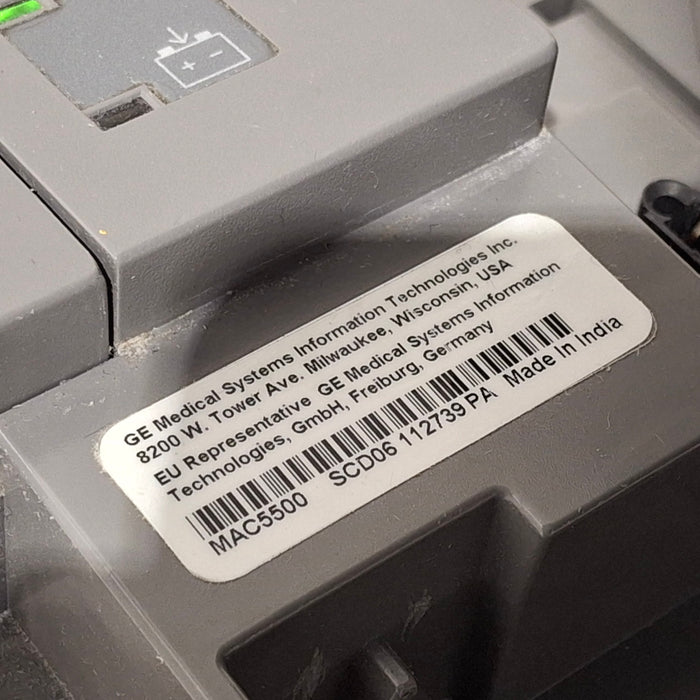 GE Medical Systems Information Technologies Inc.
8200 W. Tower Ave. Milwaukee, Wisconsin, USA
EU Representative GE Medical Systems Information
Technologies, GmbH, Freiburg, Germany
MAC5500 SCD06 112739 PA Made In India